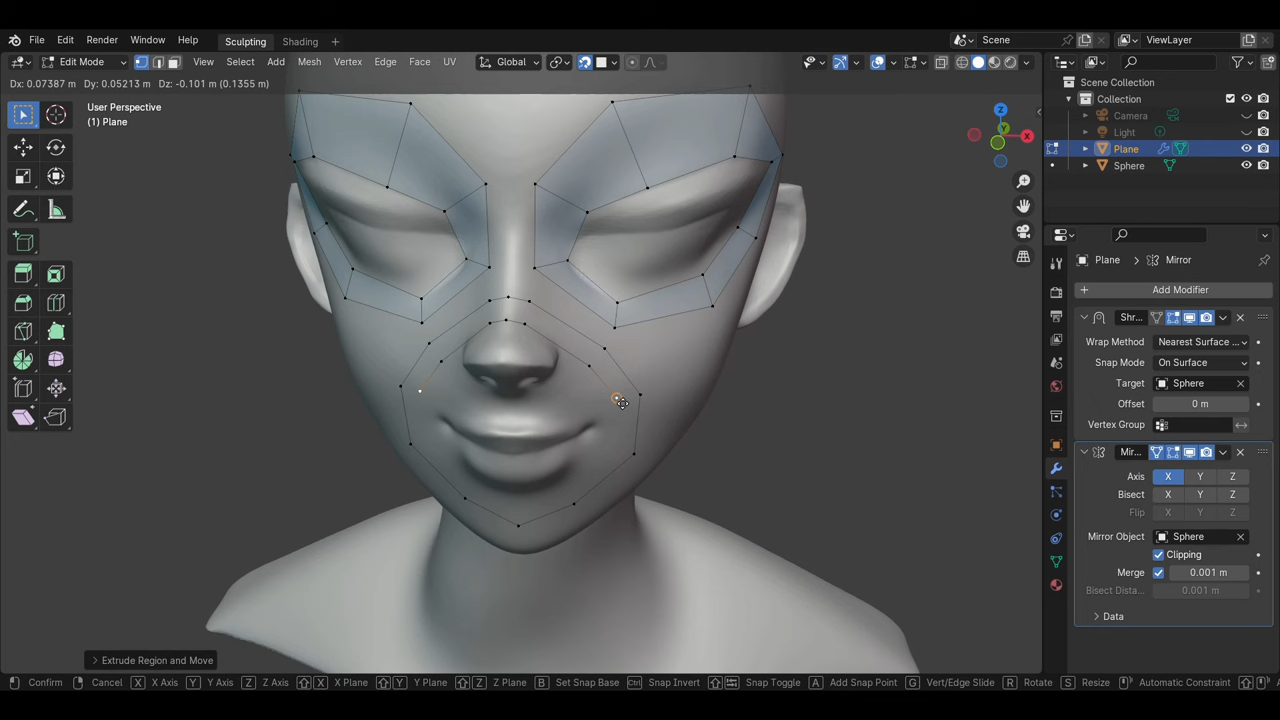 File Edit Render Window Help Sculpting Shading + Scene ViewLayer
Edit Mode View Select Add Mesh Vertex Edge Face UV Global
Dx: 0.07387 m Dy: 0.05213 m Dz: -0.101 m (0.1355 m)
User Perspective
(1) Plane
Z
Y
X
Scene Collection
Collection
Camera
Light
Plane
Sphere
Plane > Mirror
+ Add Modifier
Shr...
Wrap Method Nearest Surface ...
Snap Mode On Surface
Target Sphere
Offset 0 m
Vertex Group
Mir...
Axis X Y Z
Bisect X Y Z
Flip X Y Z
Mirror Object Sphere
Clipping
Merge 0.001 m
Bisect Dista... 0.001 m
> Data
> Extrude Region and Move
Confirm Cancel X X Axis Y Y Axis Z Z Axis X X Plane Y Y Plane Z Z Plane B Set Snap Base Ctrl Snap Invert Snap Toggle A Add Snap Point G Vert/Edge Slide R Rotate S Resize Automatic Constraint